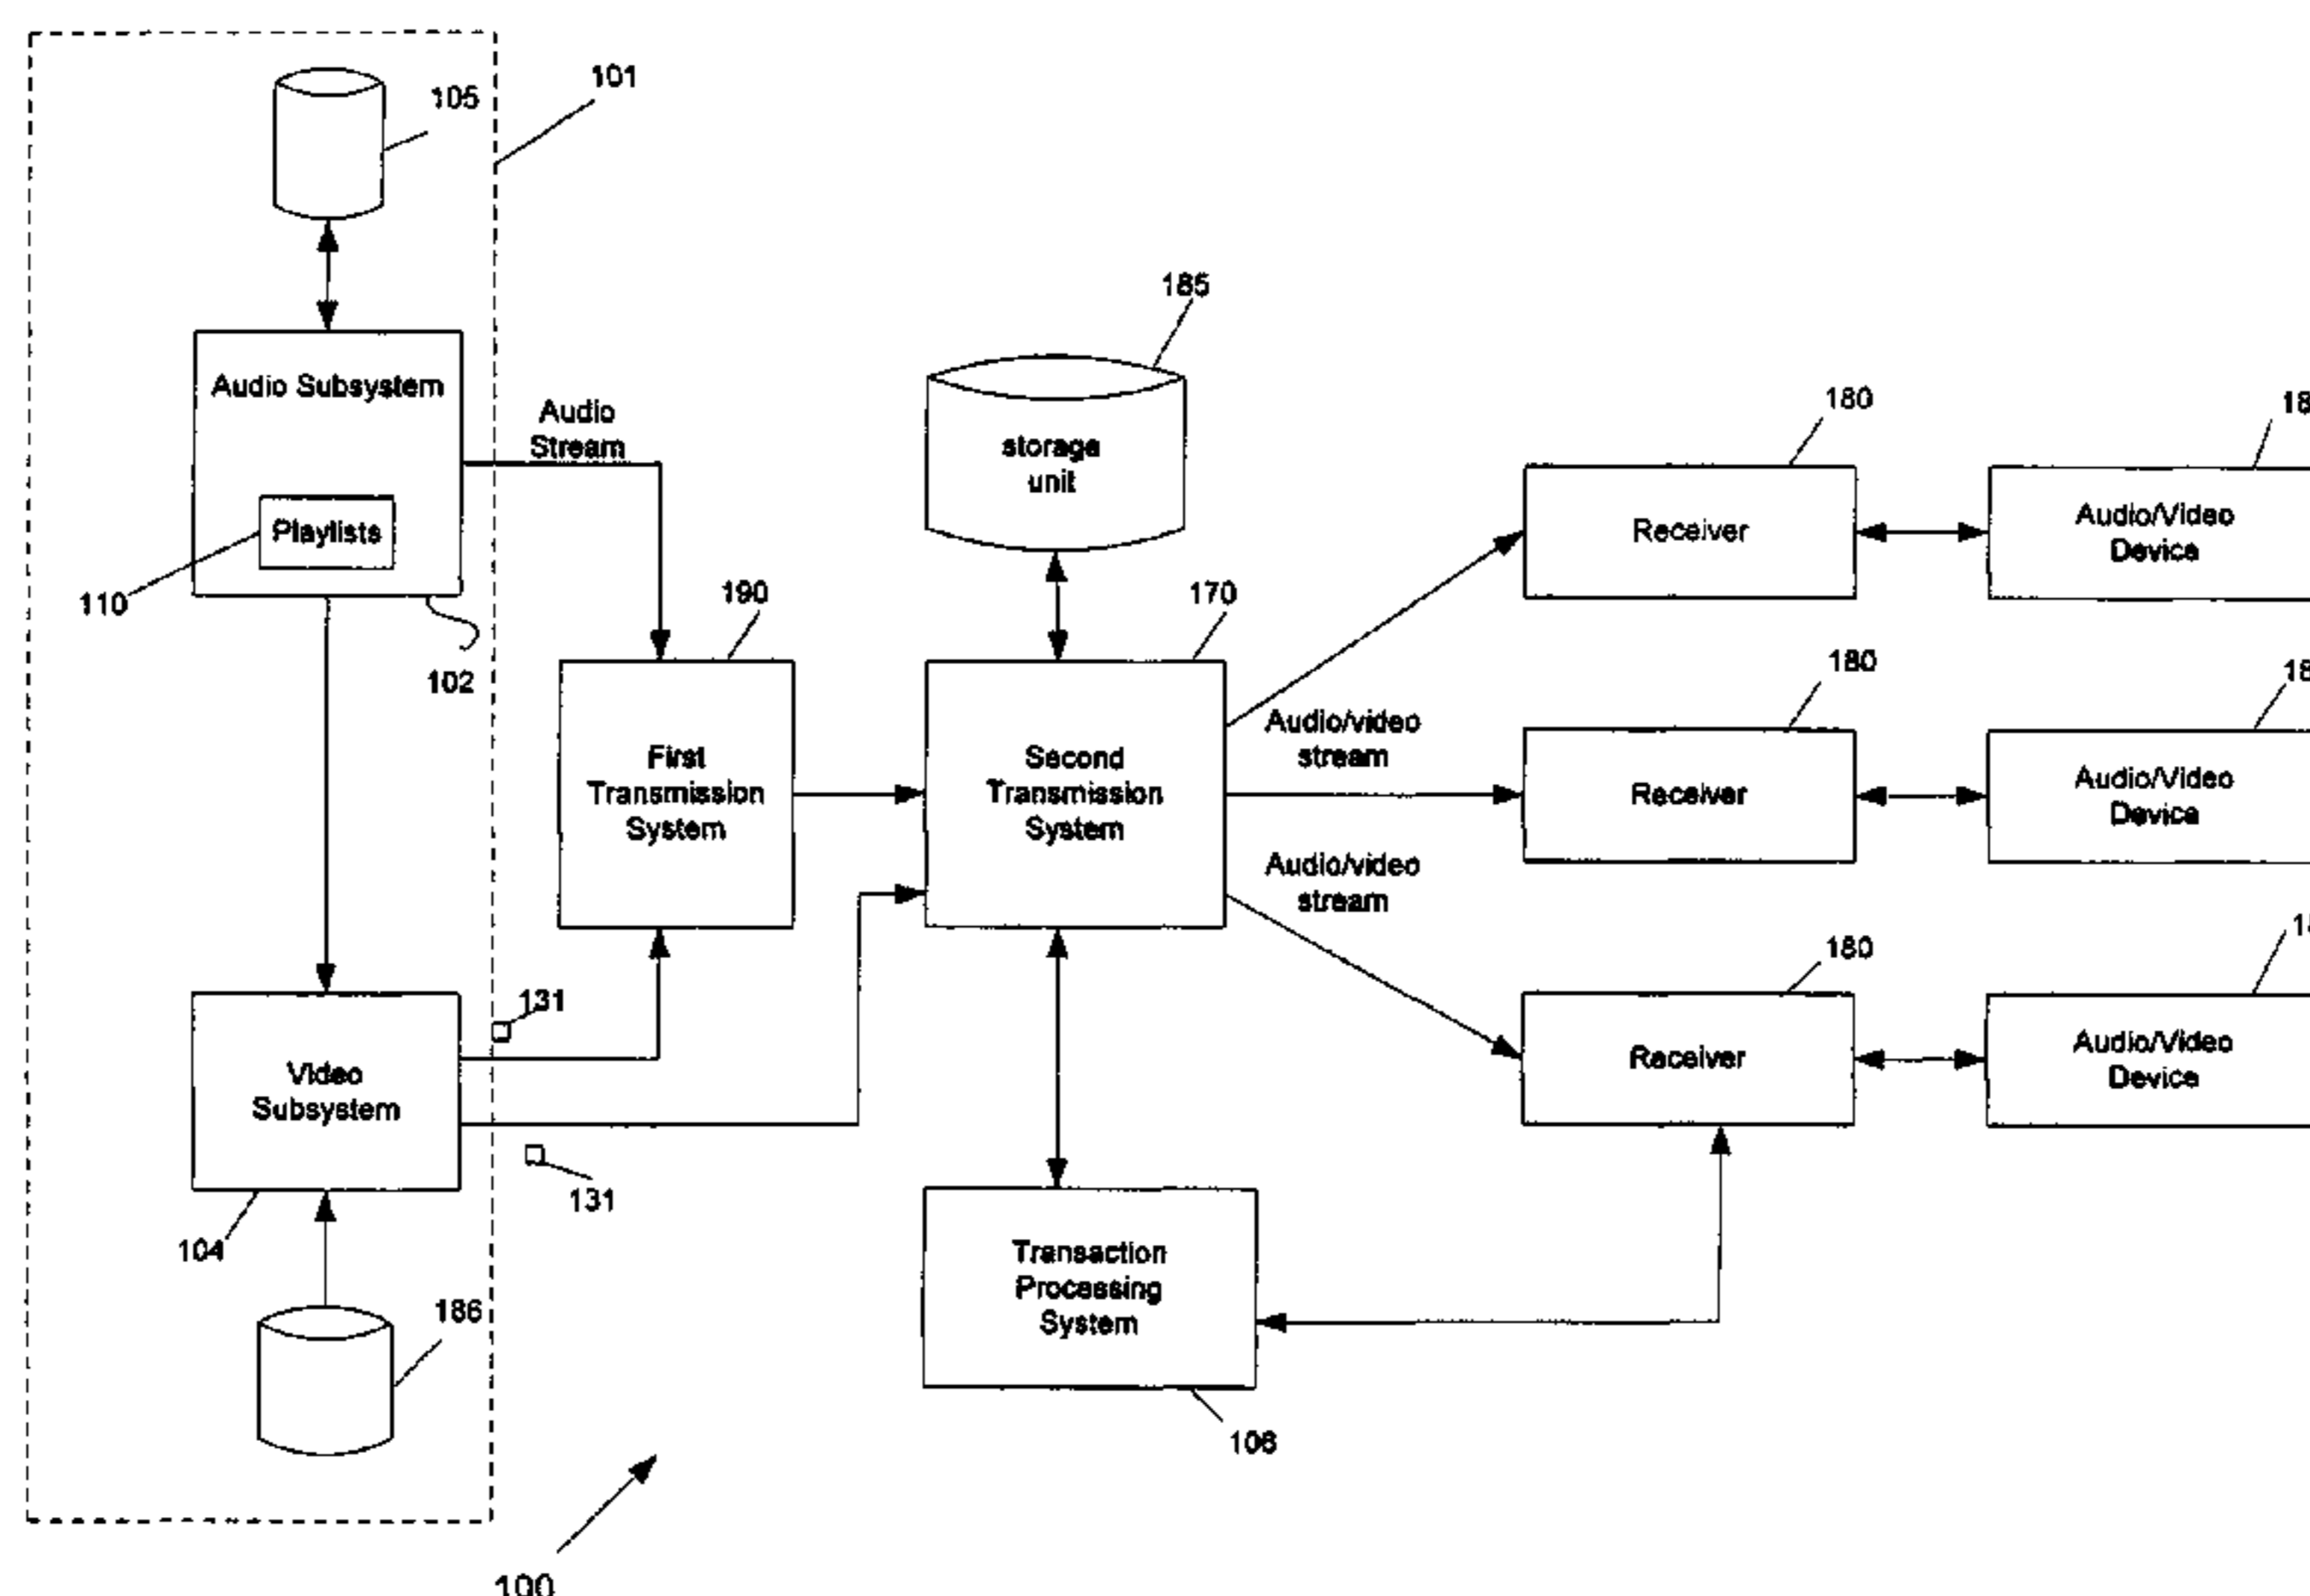 105
101
Audio Subsystem
Playlists
110
102
Audio
Stream
190
First
Transmission
System
185
storage
unit
170
Second
Transmission
System
Audio/video
stream
Audio/video
stream
180
Receiver
Audio/Video
Device
180
Receiver
Audio/Video
Device
180
Receiver
Audio/Video
Device
131
Video
Subsystem
131
104
186
Transaction
Processing
System
106
100